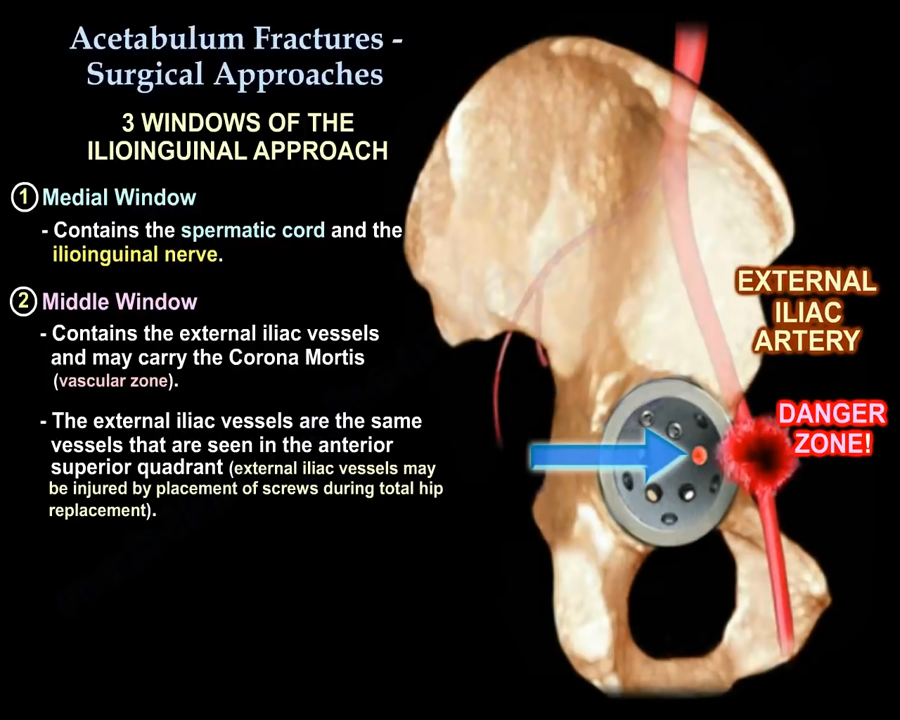 Acetabulum Fractures -
Surgical Approaches
3 WINDOWS OF THE
ILIOINGUINAL APPROACH
1 Medial Window
- Contains the spermatic cord and the
ilioinguinal nerve.
2 Middle Window
- Contains the external iliac vessels
and may carry the Corona Mortis
(vascular zone).
- The external iliac vessels are the same
vessels that are seen in the anterior
superior quadrant (external iliac vessels may
be injured by placement of screws during total hip
replacement).
EXTERNAL
ILIAC
ARTERY
DANGER
ZONE!